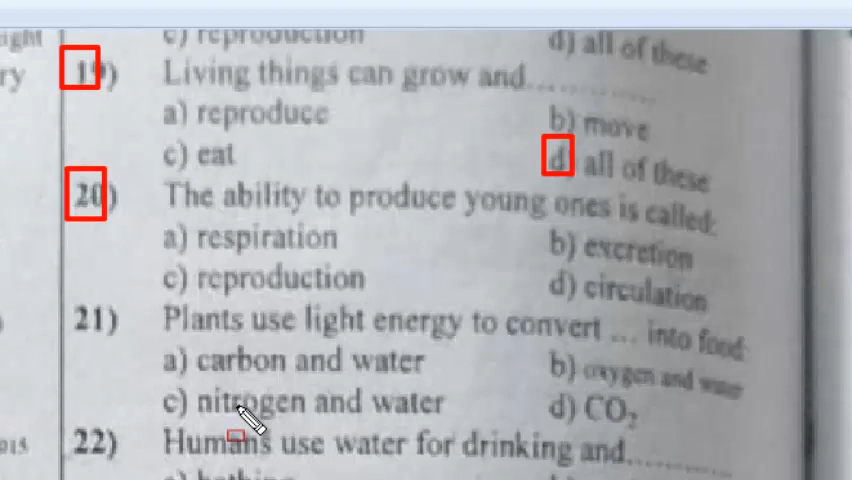 c) reproduction d) all of these
19) Living things can grow and...........
a) reproduce b) move
c) eat d) all of these
20) The ability to produce young ones is called:
a) respiration b) excretion
c) reproduction d) circulation
21) Plants use light energy to convert ... into food:
a) carbon and water b) oxygen and water
c) nitrogen and water d) CO₂
22) Humans use water for drinking and...........